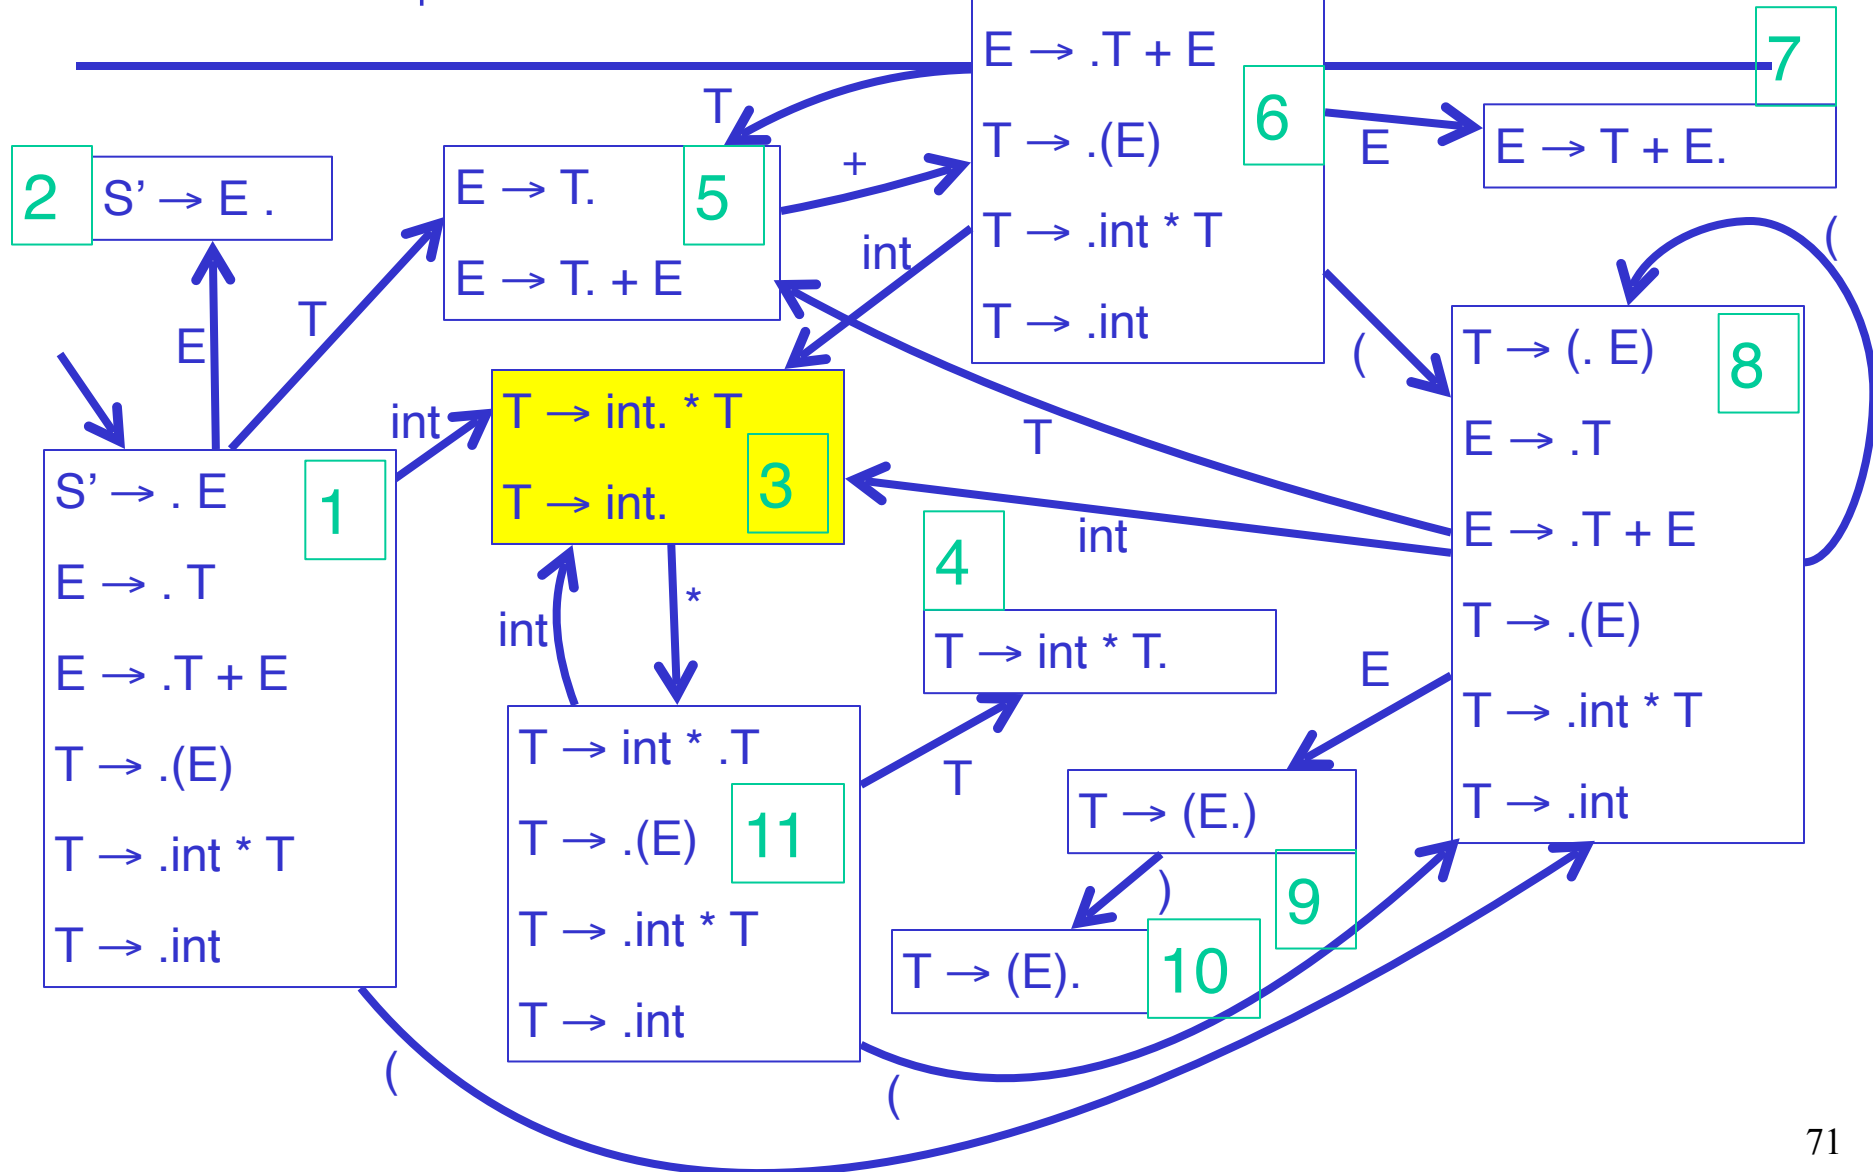 E → .T + E
T → .(E)
T → .int * T
T → .int
6
7
E
E → T + E.
T
+
2
S’ → E .
E → T.
E → T. + E
5
int
(
(
E
T
int
T → int. * T
T → int.
3
T
int
T → (. E)
E → .T
E → .T + E
T → .(E)
T → .int * T
T → .int
8
S’ → . E
E → . T
E → .T + E
T → .(E)
T → .int * T
T → .int
1
int
*
4
T → int * T.
E
T → int * .T
T → .(E)
T → .int * T
T → .int
11
T
T → (E.)
9
)
T → (E).
10
(
(
71